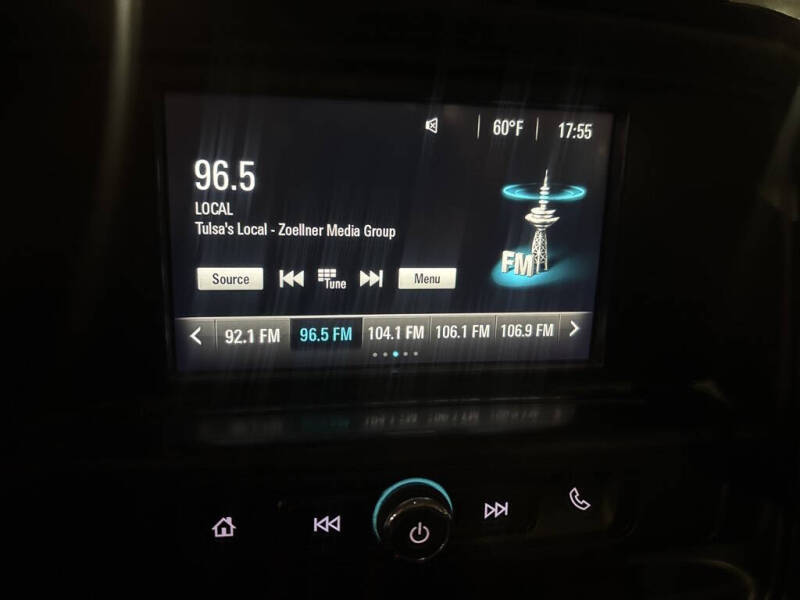 60°F 17:55
96.5
LOCAL
Tulsa's Local - Zoellner Media Group
FM
Source Tune Menu
92.1 FM 96.5 FM 104.1 FM 106.1 FM 106.9 FM